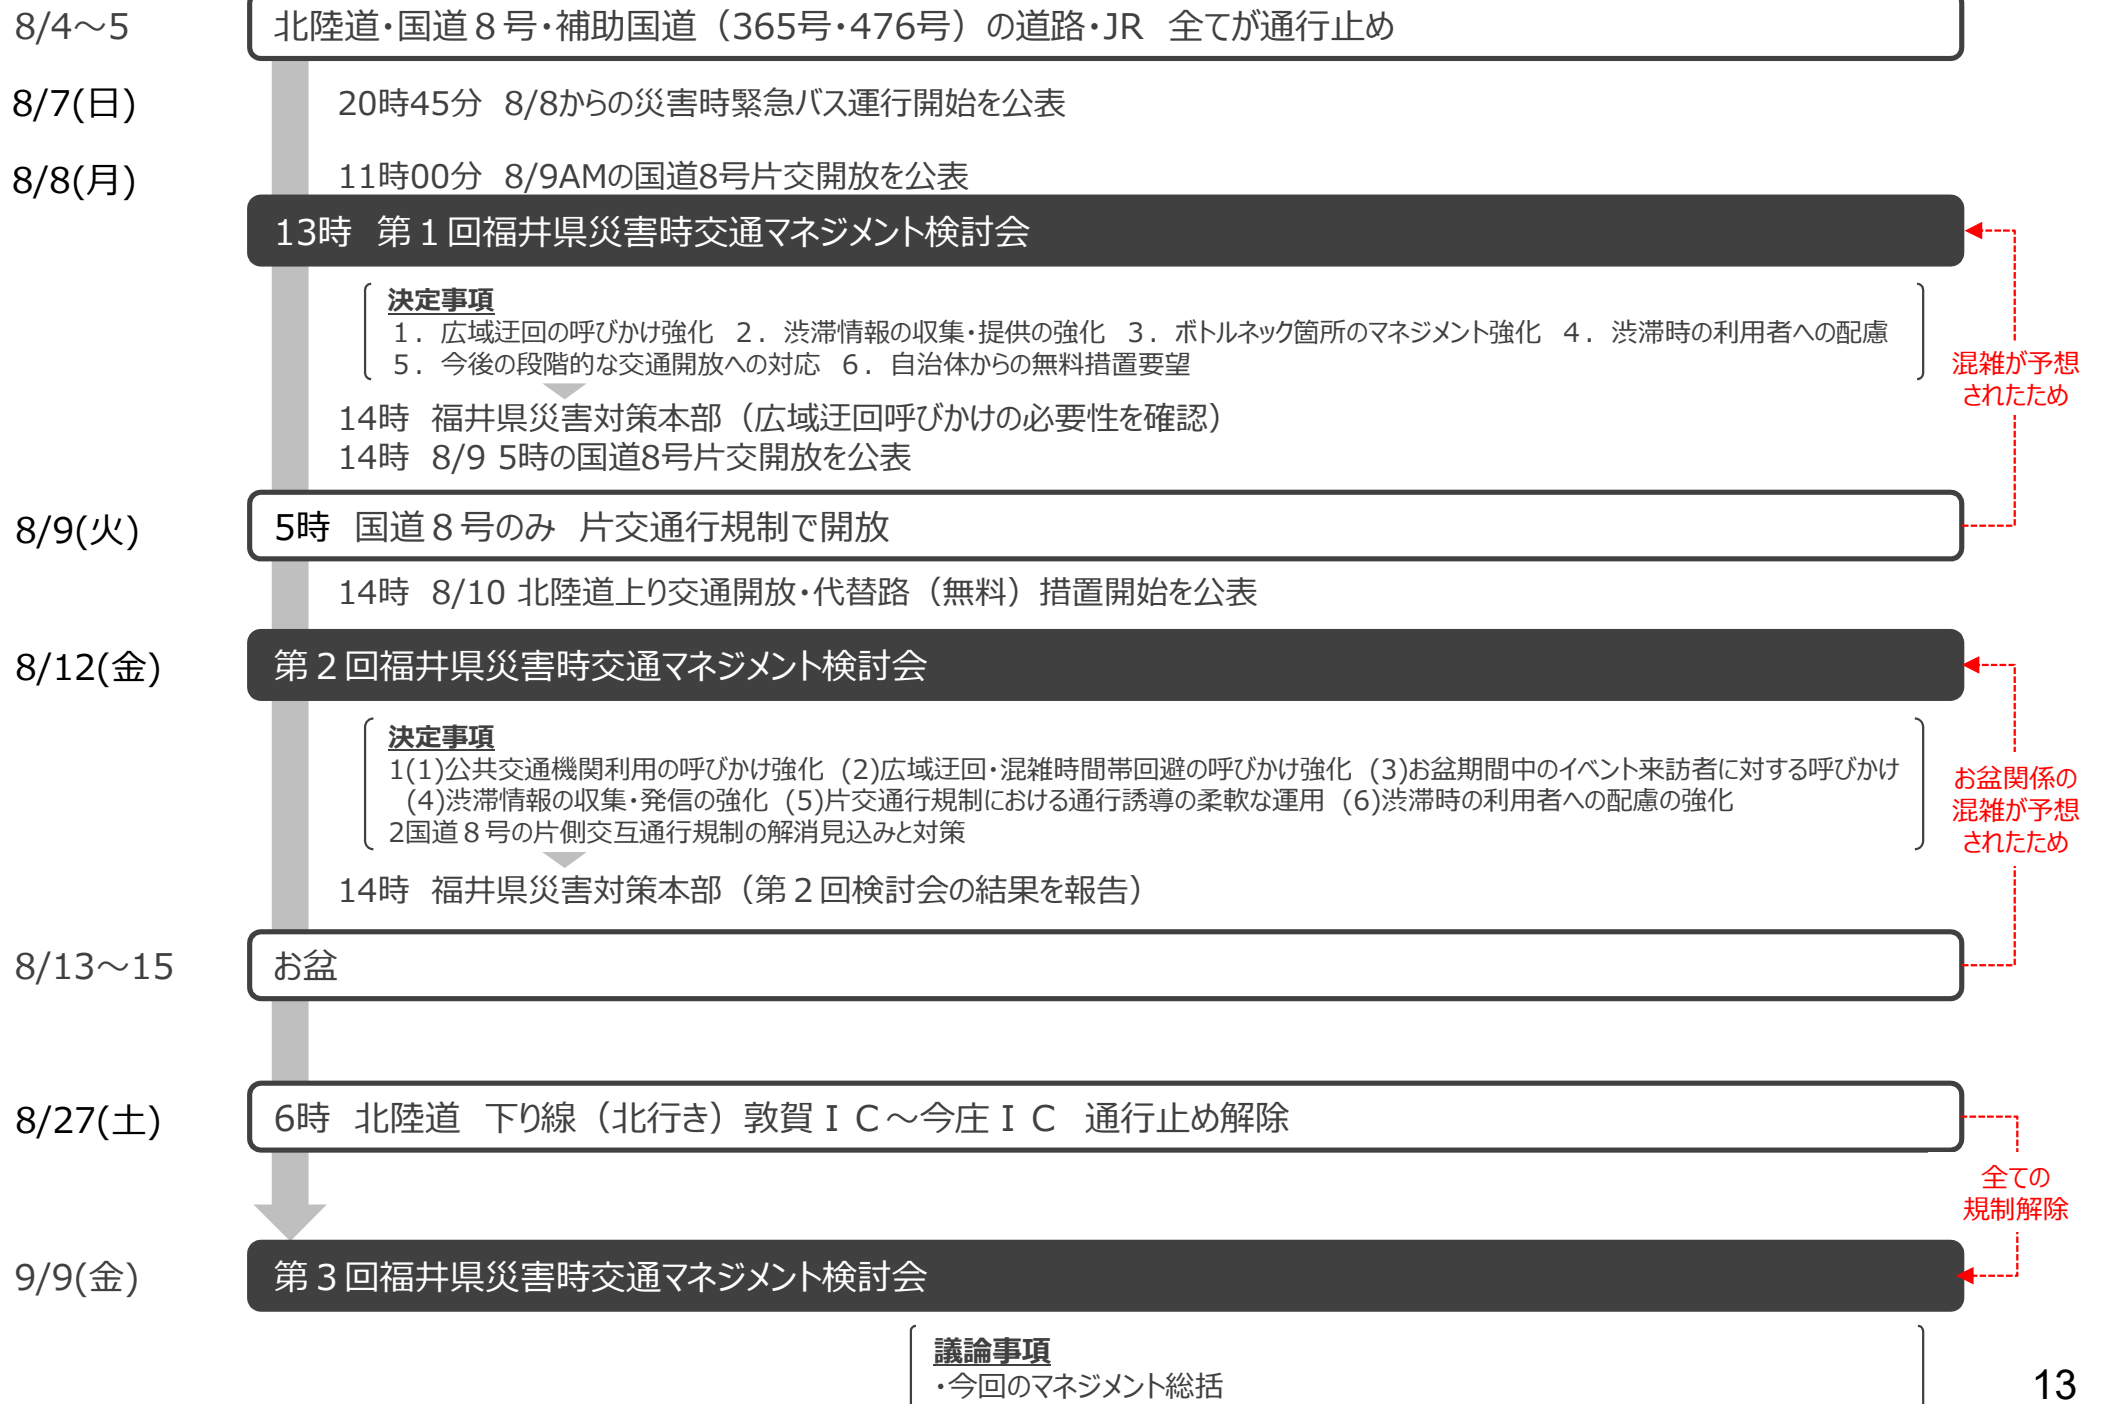 8/4～5
北陸道・国道８号・補助国道（365号・476号）の道路・JR 全てが通行止め
8/7(日)
20時45分 8/8からの災害時緊急バス運行開始を公表
8/8(月)
11時00分 8/9AMの国道8号片交開放を公表
13時 第１回福井県災害時交通マネジメント検討会
決定事項
１．広域迂回の呼びかけ強化 ２．渋滞情報の収集・提供の強化 ３．ボトルネック箇所のマネジメント強化 ４．渋滞時の利用者への配慮
５．今後の段階的な交通開放への対応 ６．自治体からの無料措置要望
混雑が予想
されたため
14時 福井県災害対策本部（広域迂回呼びかけの必要性を確認）
14時 8/9 5時の国道8号片交開放を公表
8/9(火)
5時 国道８号のみ 片交通行規制で開放
14時 8/10 北陸道上り交通開放・代替路（無料）措置開始を公表
8/12(金)
第２回福井県災害時交通マネジメント検討会
決定事項
1(1)公共交通機関利用の呼びかけ強化 (2)広域迂回・混雑時間帯回避の呼びかけ強化 (3)お盆期間中のイベント来訪者に対する呼びかけ
(4)渋滞情報の収集・発信の強化 (5)片交通行規制における通行誘導の柔軟な運用 (6)渋滞時の利用者への配慮の強化
2国道８号の片側交互通行規制の解消見込みと対策
お盆関係の
混雑が予想
されたため
14時 福井県災害対策本部（第２回検討会の結果を報告）
8/13～15
お盆
8/27(土)
6時 北陸道 下り線（北行き）敦賀ＩＣ～今庄ＩＣ 通行止め解除
全ての
規制解除
9/9(金)
第３回福井県災害時交通マネジメント検討会
議論事項
・今回のマネジメント総括
13